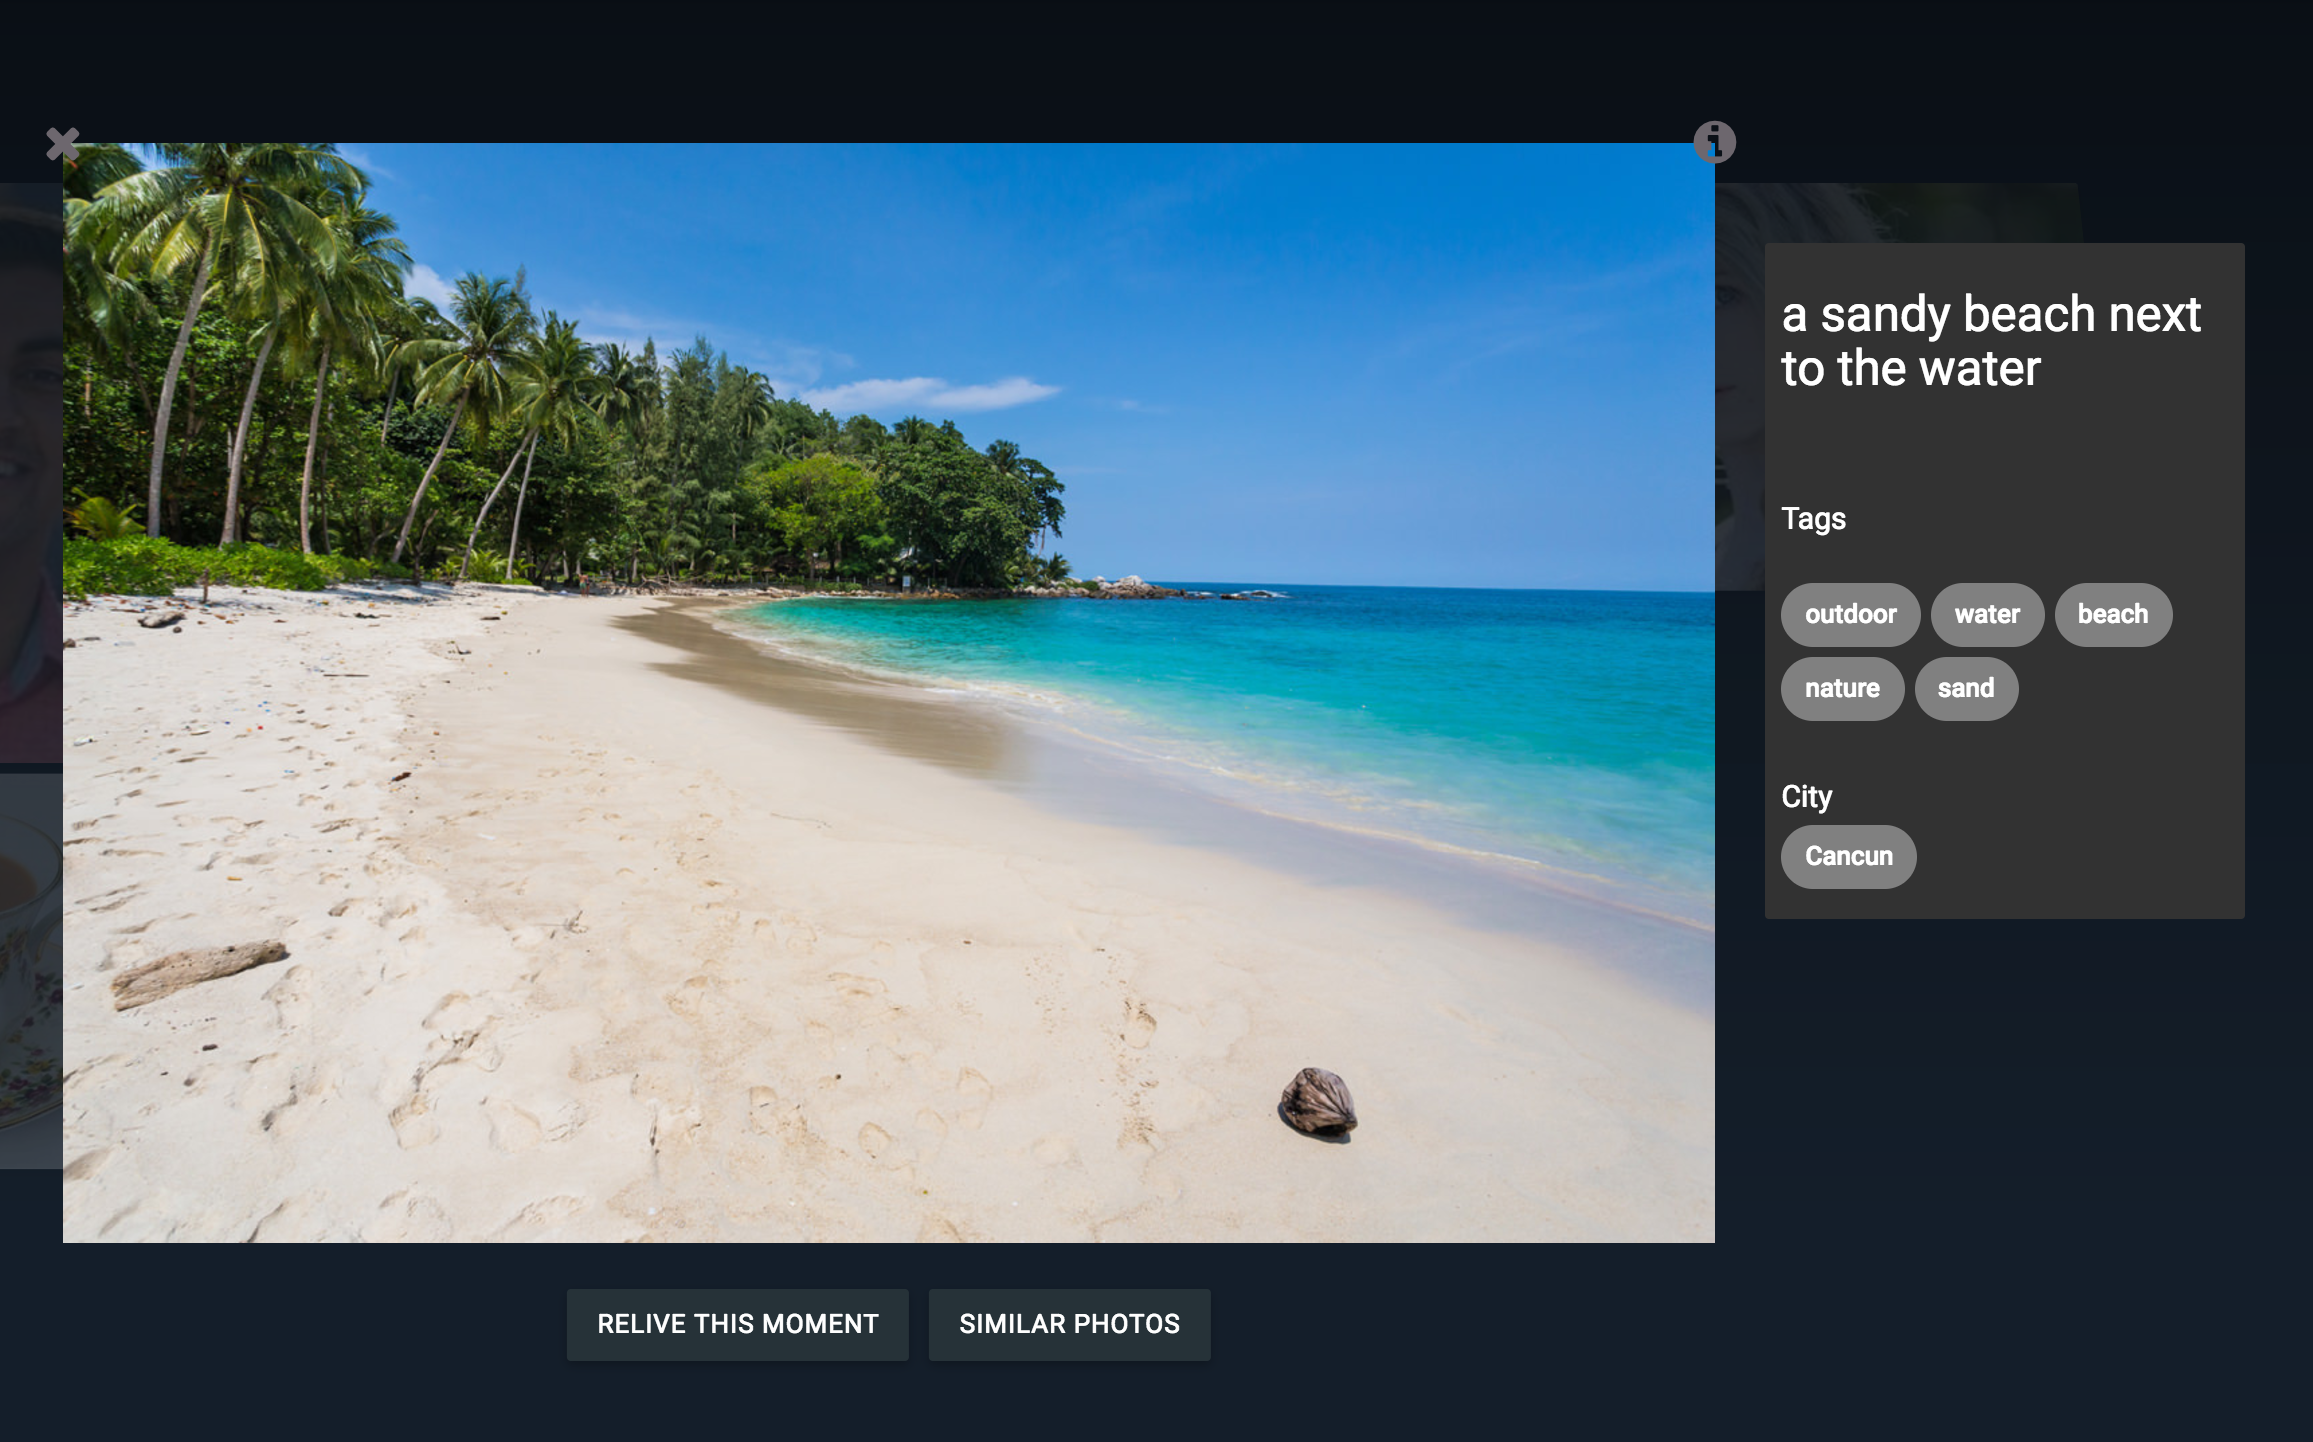 a sandy beach next
to the water
Tags
outdoor water beach
nature sand
City
Cancun
RELIVE THIS MOMENT SIMILAR PHOTOS